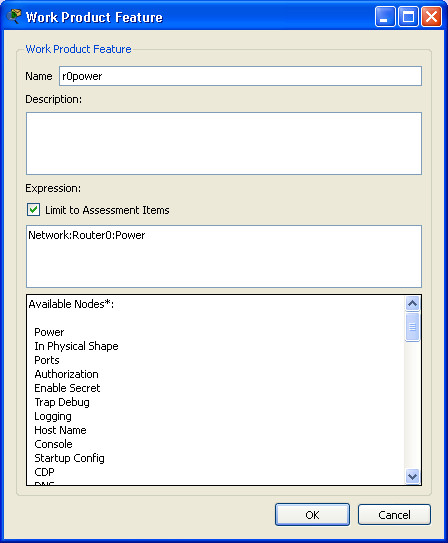 Work Product Feature
Work Product Feature
Name r0power
Description:
Expression:
Limit to Assessment Items
Network:Router0:Power
Available Nodes*:
Power
In Physical Shape
Ports
Authorization
Enable Secret
Trap Debug
Logging
Host Name
Console
Startup Config
CDP
DNS
OK Cancel